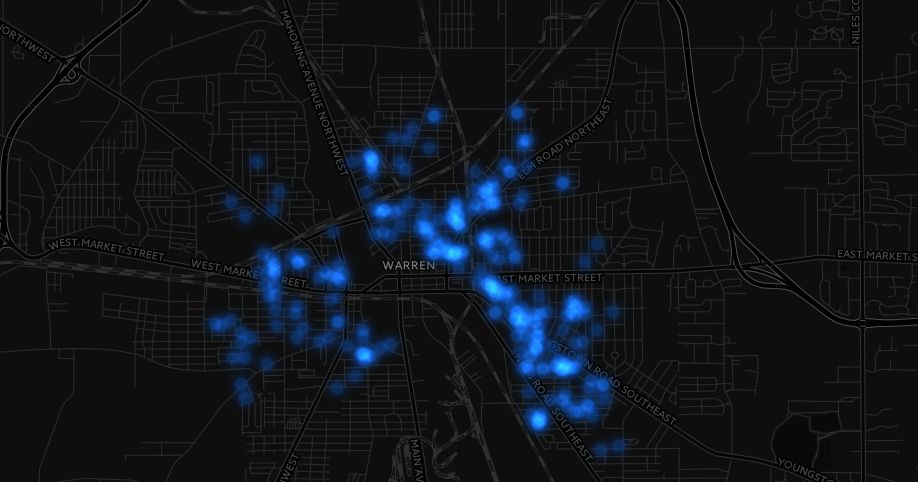 NORTHWEST
MAHONING AVENUE NORTHWEST
NILES CO
ELM ROAD NORTHEAST
WEST MARKET STREET
WEST MARKET STREET
WARREN
EAST MARKET STREET
EAST MARKET S
ROAD SOUTHEAST
ROAD SOUTHEAST
WEST
MAIN AV
YOUNGSTO